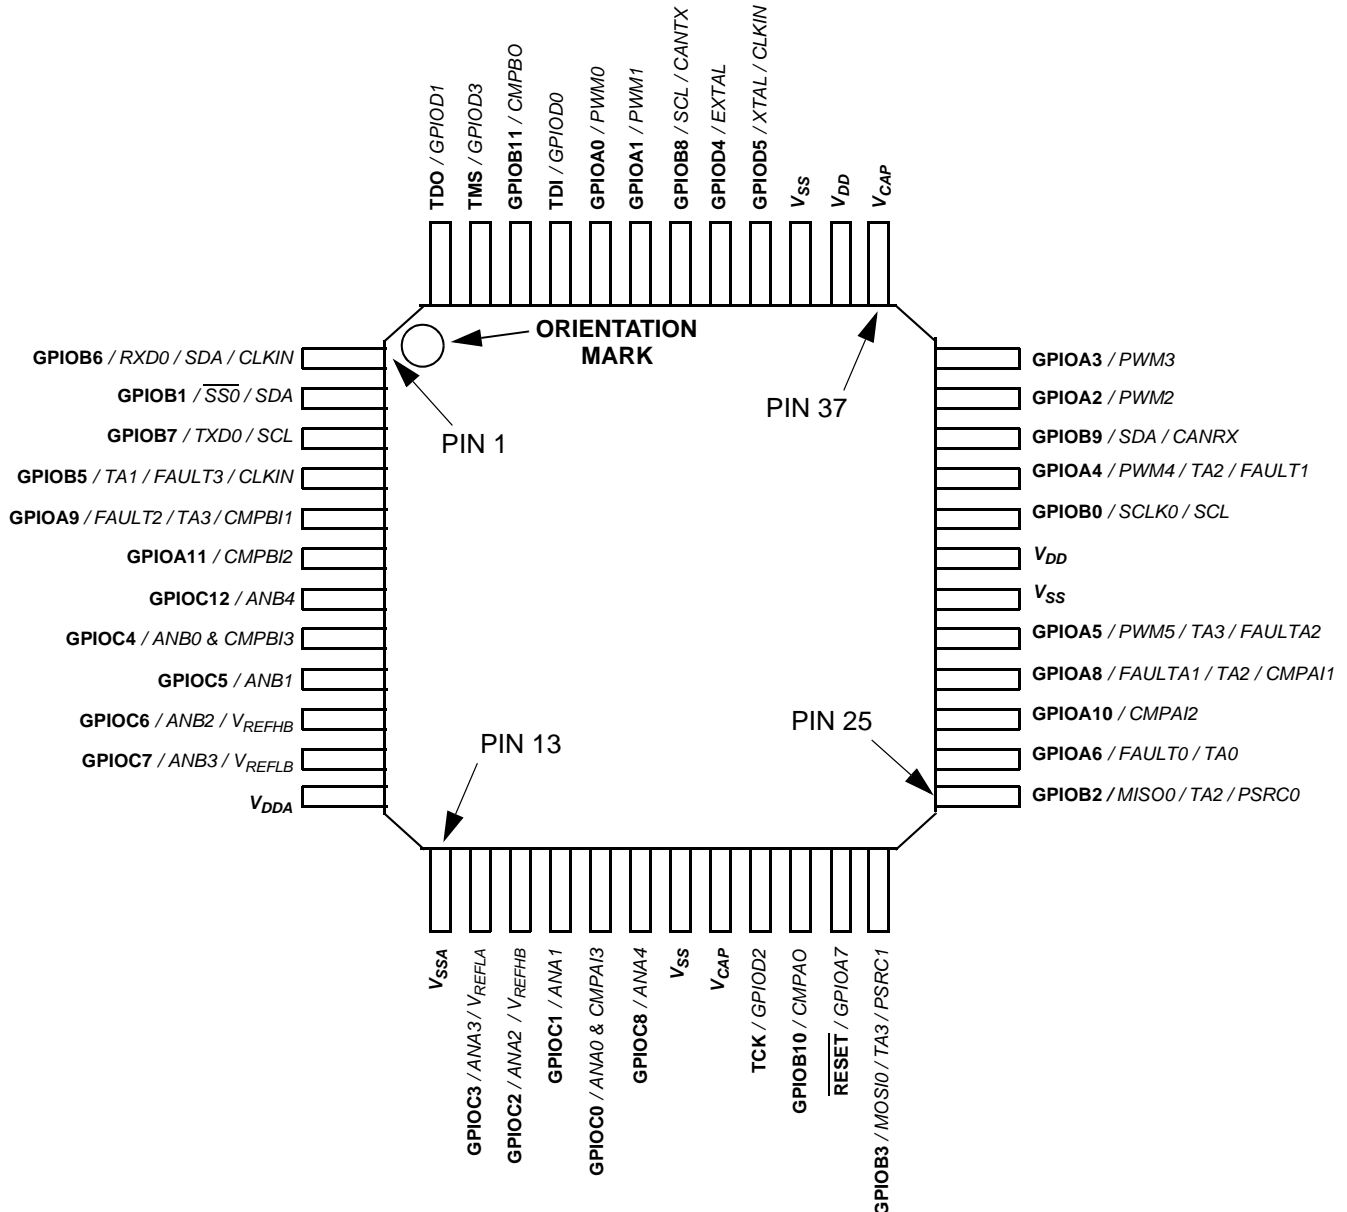 TDO / GPIOD1
TMS / GPIOD3
GPIOB11 / CMPBO
TDI / GPIOD0
GPIOA0 / PWM0
GPIOA1 / PWM1
GPIOB8 / SCL / CANTX
GPIOD4 / EXTAL
GPIOD5 / XTAL / CLKIN
VSS
VDD
VCAP
ORIENTATION
MARK
PIN 1
PIN 37
PIN 13
PIN 25
GPIOB6 / RXD0 / SDA / CLKIN
GPIOB1 / S̅S̅0̅ / SDA
GPIOB7 / TXD0 / SCL
GPIOB5 / TA1 / FAULT3 / CLKIN
GPIOA9 / FAULT2 / TA3 / CMPBI1
GPIOA11 / CMPBI2
GPIOC12 / ANB4
GPIOC4 / ANB0 & CMPBI3
GPIOC5 / ANB1
GPIOC6 / ANB2 / VREFHB
GPIOC7 / ANB3 / VREFLB
VDDA
GPIOA3 / PWM3
GPIOA2 / PWM2
GPIOB9 / SDA / CANRX
GPIOA4 / PWM4 / TA2 / FAULT1
GPIOB0 / SCLK0 / SCL
VDD
VSS
GPIOA5 / PWM5 / TA3 / FAULTA2
GPIOA8 / FAULTA1 / TA2 / CMPAI1
GPIOA10 / CMPAI2
GPIOA6 / FAULT0 / TA0
GPIOB2 / MISO0 / TA2 / PSRC0
VSSA
GPIOC3 / ANA3 / VREFLA
GPIOC2 / ANA2 / VREFHB
GPIOC1 / ANA1
GPIOC0 / ANA0 & CMPAI3
GPIOC8 / ANA4
VSS
VCAP
TCK / GPIOD2
GPIOB10 / CMPAO
R̅E̅S̅E̅T̅ / GPIOA7
GPIOB3 / MOSI0 / TA3 / PSRC1